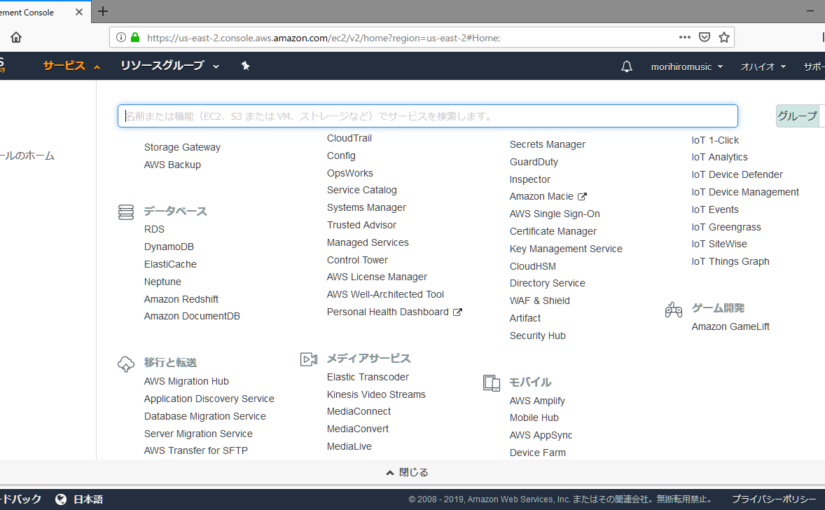 ement Console
https://us-east-2.console.aws.amazon.com/ec2/v2/home?region=us-east-2#Home:
サービス
リソースグループ
morihiromusic
オハイオ
サポー
名前または機能（EC2、S3 または VM、ストレージなど）でサービスを検索します。
グループ
ールのホーム
Storage Gateway
AWS Backup
データベース
RDS
DynamoDB
ElastiCache
Neptune
Amazon Redshift
Amazon DocumentDB
移行と転送
AWS Migration Hub
Application Discovery Service
Database Migration Service
Server Migration Service
AWS Transfer for SFTP
CloudTrail
Config
OpsWorks
Service Catalog
Systems Manager
Trusted Advisor
Managed Services
Control Tower
AWS License Manager
AWS Well-Architected Tool
Personal Health Dashboard
メディアサービス
Elastic Transcoder
Kinesis Video Streams
MediaConnect
MediaConvert
MediaLive
Secrets Manager
GuardDuty
Inspector
Amazon Macie
AWS Single Sign-On
Certificate Manager
Key Management Service
CloudHSM
Directory Service
WAF & Shield
Artifact
Security Hub
モバイル
AWS Amplify
Mobile Hub
AWS AppSync
Device Farm
IoT 1-Click
IoT Analytics
IoT Device Defender
IoT Device Management
IoT Events
IoT Greengrass
IoT SiteWise
IoT Things Graph
ゲーム開発
Amazon GameLift
閉じる
ードバック
日本語
© 2008 - 2019, Amazon Web Services, Inc. またはその関連会社。無断転用禁止。
プライバシーポリシー